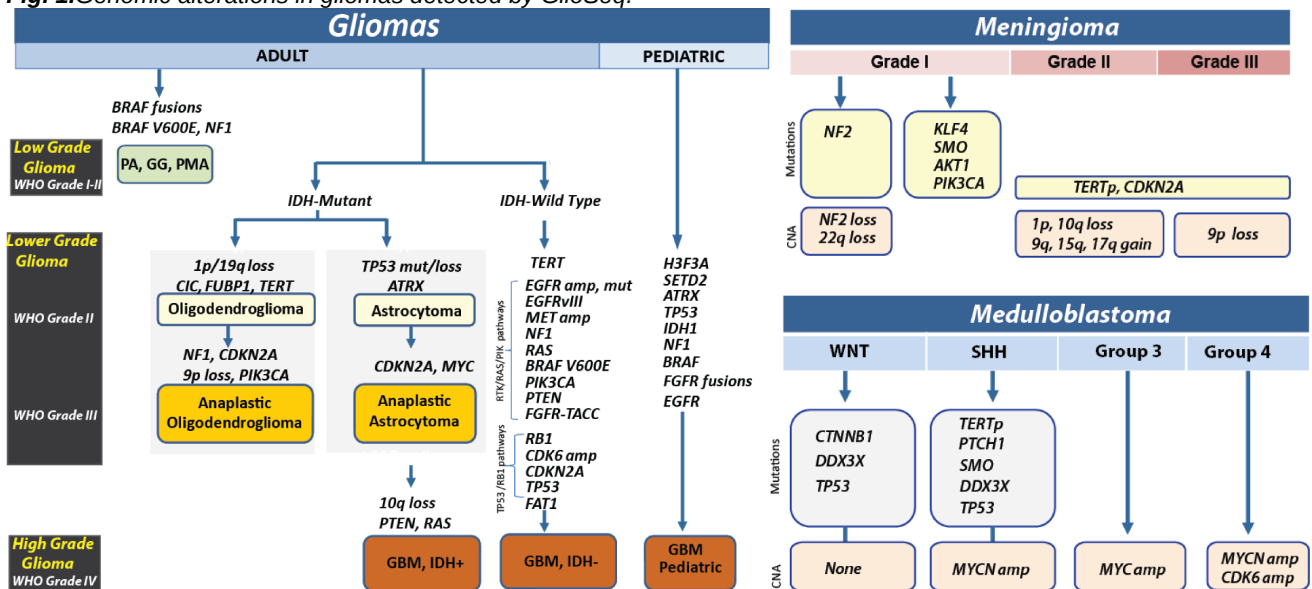 Fig. 1.Genomic alterations in gliomas detected by GlioSeq.
Gliomas
ADULT
PEDIATRIC
BRAF fusions
BRAF V600E, NF1
PA, GG, PMA
Low Grade
Glioma
WHO Grade I-II
IDH-Mutant
IDH-Wild Type
Lower Grade
Glioma
WHO Grade II
WHO Grade III
1p/19q loss
CIC, FUBP1, TERT
Oligodendroglioma
NF1, CDKN2A
9p loss, PIK3CA
Anaplastic
Oligodendroglioma
TP53 mut/loss
ATRX
Astrocytoma
CDKN2A, MYC
Anaplastic
Astrocytoma
10q loss
PTEN, RAS
GBM, IDH+
TERT
RTK/RAS/PIK pathways
EGFR amp, mut
EGFRvIII
MET amp
NF1
RAS
BRAF V600E
PIK3CA
PTEN
FGFR-TACC
TP53 /RB1 pathways
RB1
CDK6 amp
CDKN2A
TP53
FAT1
GBM, IDH-
H3F3A
SETD2
ATRX
TP53
IDH1
NF1
BRAF
FGFR fusions
EGFR
GBM
Pediatric
High Grade
Glioma
WHO Grade IV
Meningioma
Grade I
Grade II
Grade III
Mutations
NF2
KLF4
SMO
AKT1
PIK3CA
TERTp, CDKN2A
CNA
NF2 loss
22q loss
1p, 10q loss
9q, 15q, 17q gain
9p loss
Medulloblastoma
WNT
SHH
Group 3
Group 4
Mutations
CTNNB1
DDX3X
TP53
TERTp
PTCH1
SMO
DDX3X
TP53
CNA
None
MYCN amp
MYC amp
MYCN amp
CDK6 amp